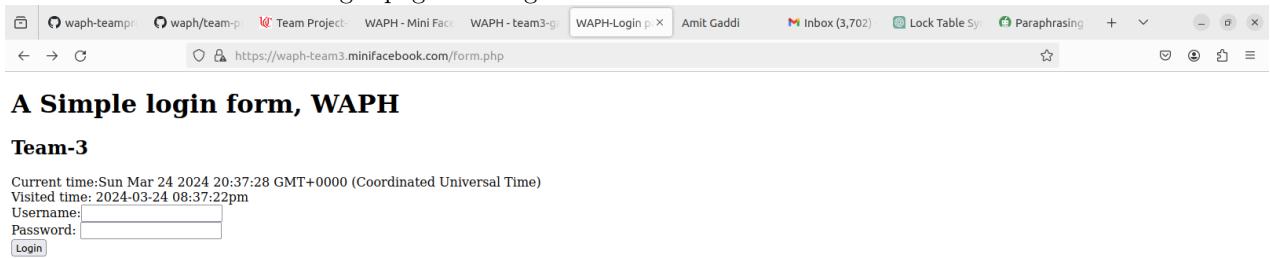 waph-teampr waph/team-p Team Project- WAPH - Mini Face WAPH - team3-g WAPH-Login p Amit Gaddi Inbox (3,702) Lock Table Sy Paraphrasing
https://waph-team3.minifacebook.com/form.php
A Simple login form, WAPH
Team-3
Current time:Sun Mar 24 2024 20:37:28 GMT+0000 (Coordinated Universal Time)
Visited time: 2024-03-24 08:37:22pm
Username:
Password:
Login